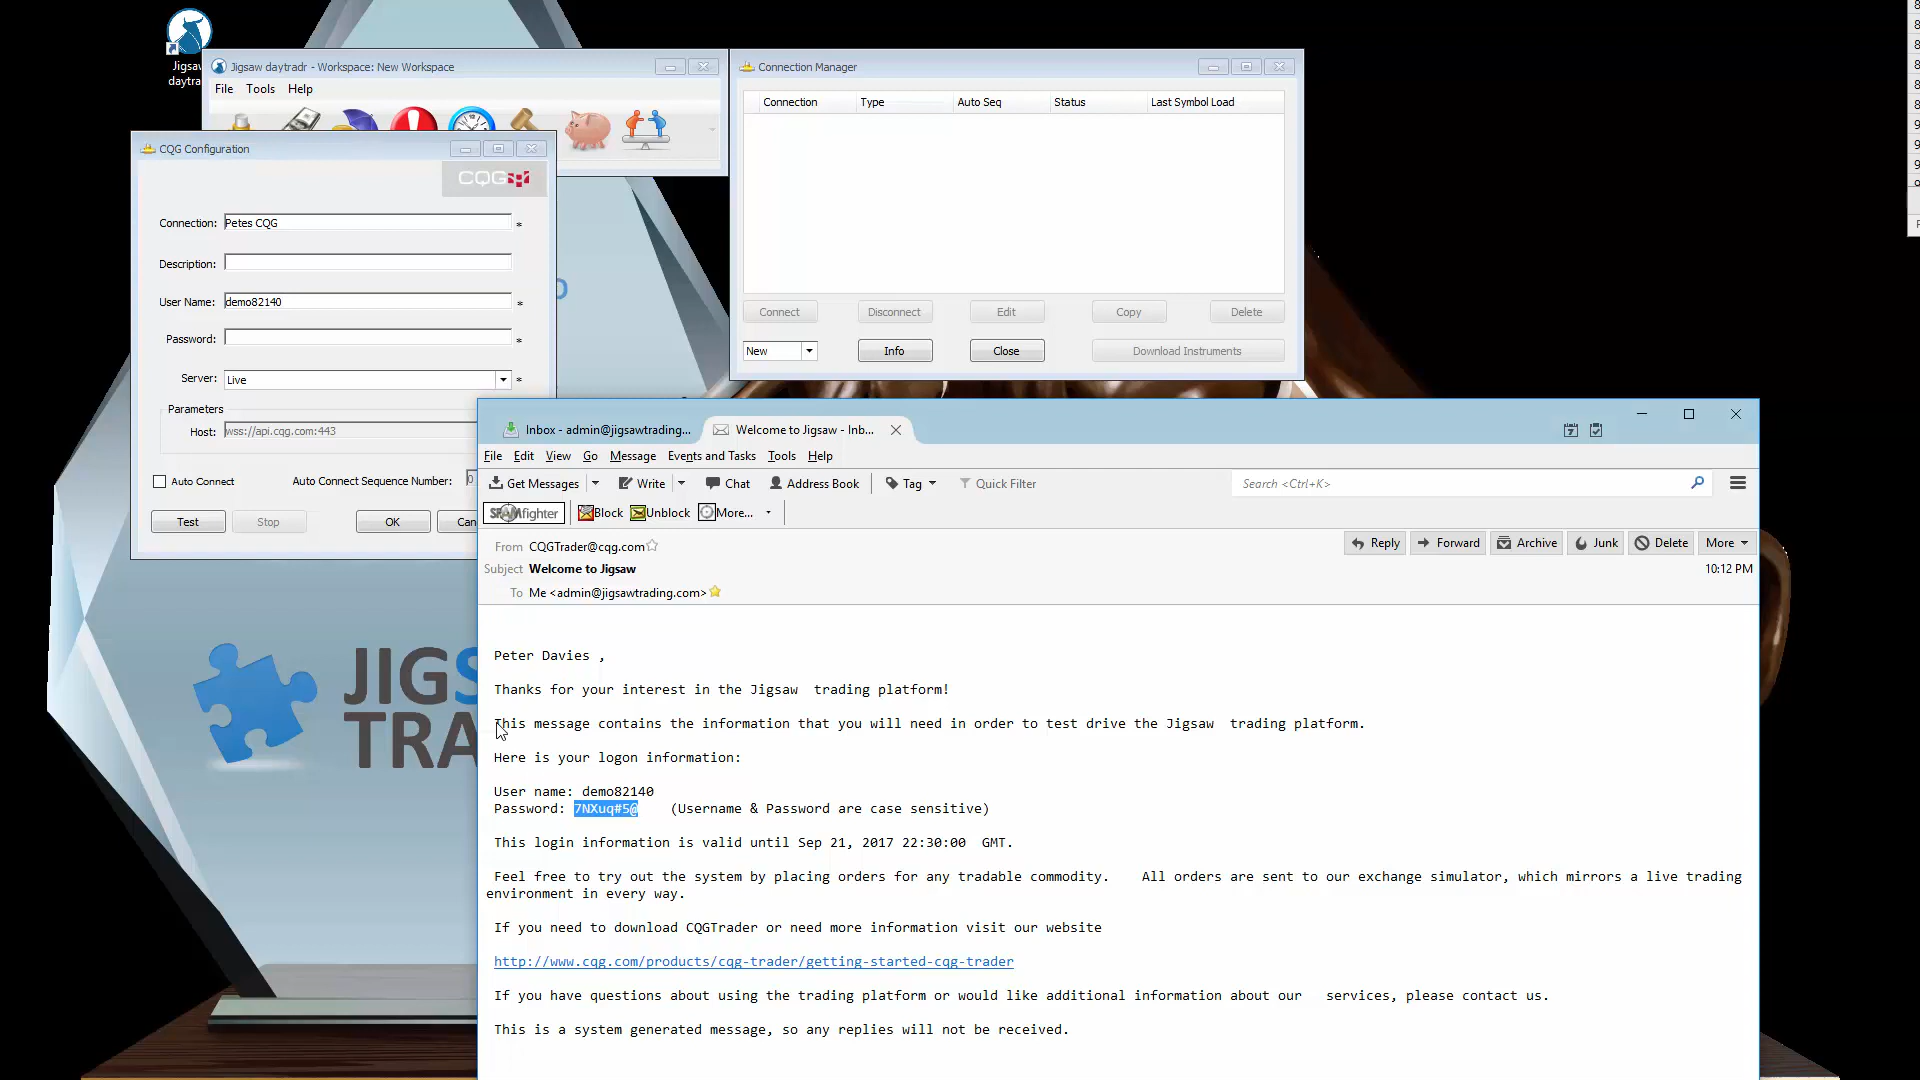 Jigsaw
daytra
Jigsaw daytradr - Workspace: New Workspace
File Tools Help
CQG Configuration
CQG
Connection: Petes CQG *
Description:
User Name: demo82140 *
Password: *
Server: Live *
Parameters
Host: wss://api.cqg.com:443
Auto Connect
Auto Connect Sequence Number: 0
Test Stop OK Can
Connection Manager
Connection Type Auto Seq Status Last Symbol Load
Connect Disconnect Edit Copy Delete
New Info Close Download Instruments
JIGS
TRA
Inbox - admin@jigsawtrading... Welcome to Jigsaw - Inb...
File Edit View Go Message Events and Tasks Tools Help
Get Messages Write Chat Address Book Tag Quick Filter Search <Ctrl+K>
SPAMfighter Block Unblock More...
From CQGTrader@cqg.com
Reply Forward Archive Junk Delete More
Subject Welcome to Jigsaw
10:12 PM
To Me <admin@jigsawtrading.com>
Peter Davies ,
Thanks for your interest in the Jigsaw trading platform!
This message contains the information that you will need in order to test drive the Jigsaw trading platform.
Here is your logon information:
User name: demo82140
Password: 7NXuq#5@ (Username & Password are case sensitive)
This login information is valid until Sep 21, 2017 22:30:00 GMT.
Feel free to try out the system by placing orders for any tradable commodity. All orders are sent to our exchange simulator, which mirrors a live trading
environment in every way.
If you need to download CQGTrader or need more information visit our website
http://www.cqg.com/products/cqg-trader/getting-started-cqg-trader
If you have questions about using the trading platform or would like additional information about our services, please contact us.
This is a system generated message, so any replies will not be received.